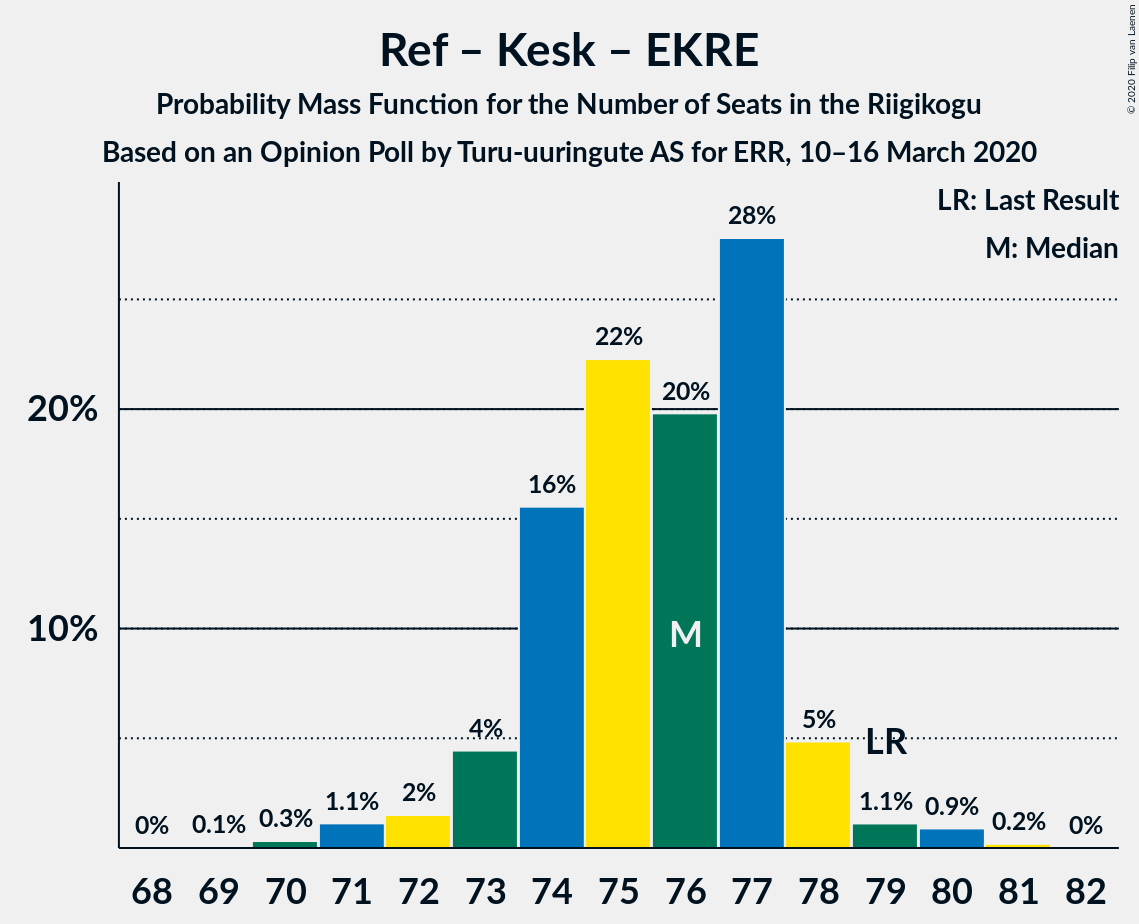 Ref – Kesk – EKRE
Probability Mass Function for the Number of Seats in the Riigikogu
Based on an Opinion Poll by Turu-uuringute AS for ERR, 10–16 March 2020
© 2020 Filip van Laenen
LR: Last Result
M: Median
20%
10%
0%
0.1%
0.3%
1.1%
2%
4%
16%
22%
20%
28%
5%
1.1%
0.9%
0.2%
0%
M
LR
68 69 70 71 72 73 74 75 76 77 78 79 80 81 82